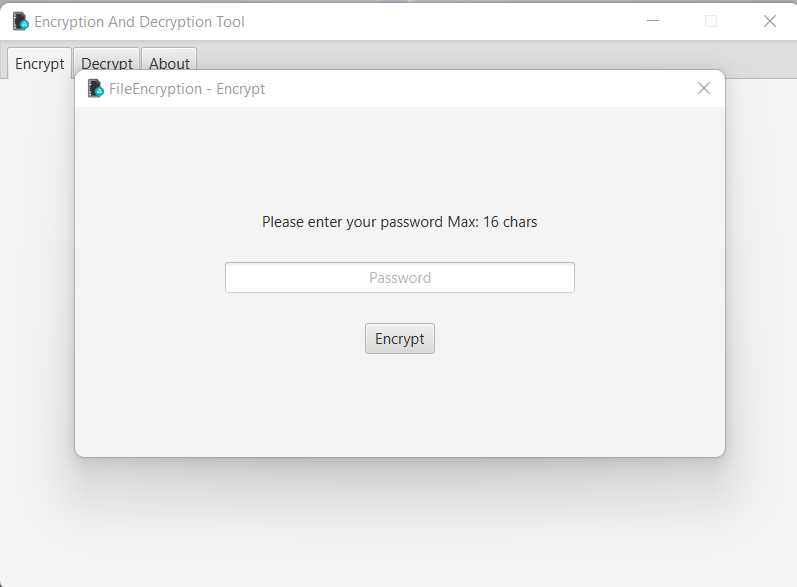 Encryption And Decryption Tool
Encrypt Decrypt About
FileEncryption - Encrypt
Please enter your password Max: 16 chars
Password
Encrypt